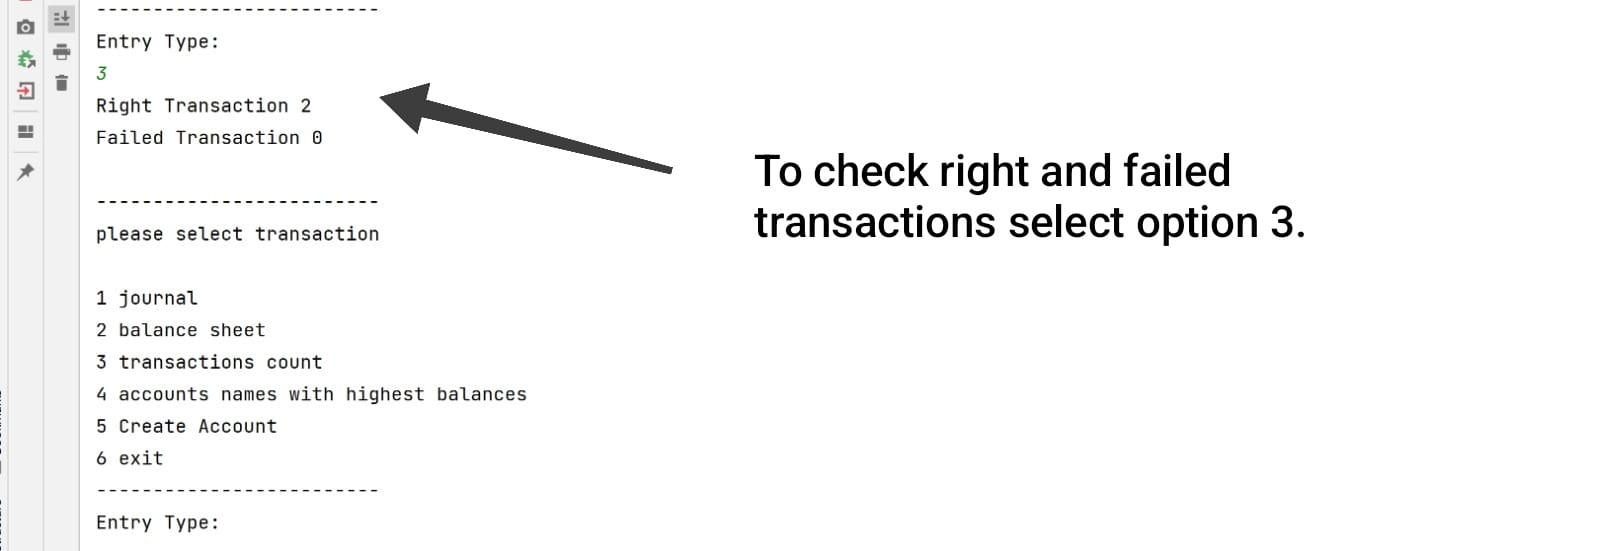 -------------------------
Entry Type:
3
Right Transaction 2
Failed Transaction 0
-------------------------
please select transaction
1 journal
2 balance sheet
3 transactions count
4 accounts names with highest balances
5 Create Account
6 exit
-------------------------
Entry Type:
To check right and failed
transactions select option 3.